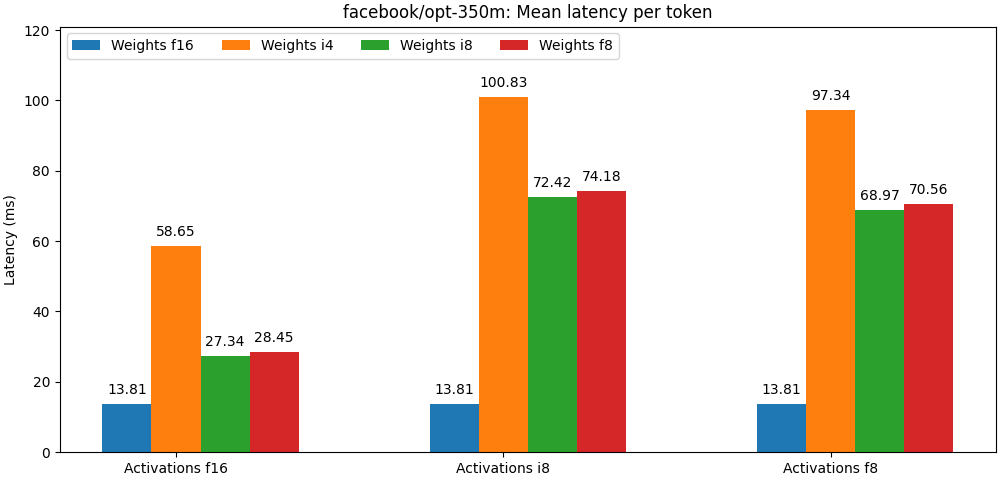 facebook/opt-350m: Mean latency per token
Weights f16 Weights i4 Weights i8 Weights f8
Latency (ms)
120
100
80
60
40
20
0
13.81 58.65 27.34 28.45
13.81 100.83 72.42 74.18
13.81 97.34 68.97 70.56
Activations f16 Activations i8 Activations f8